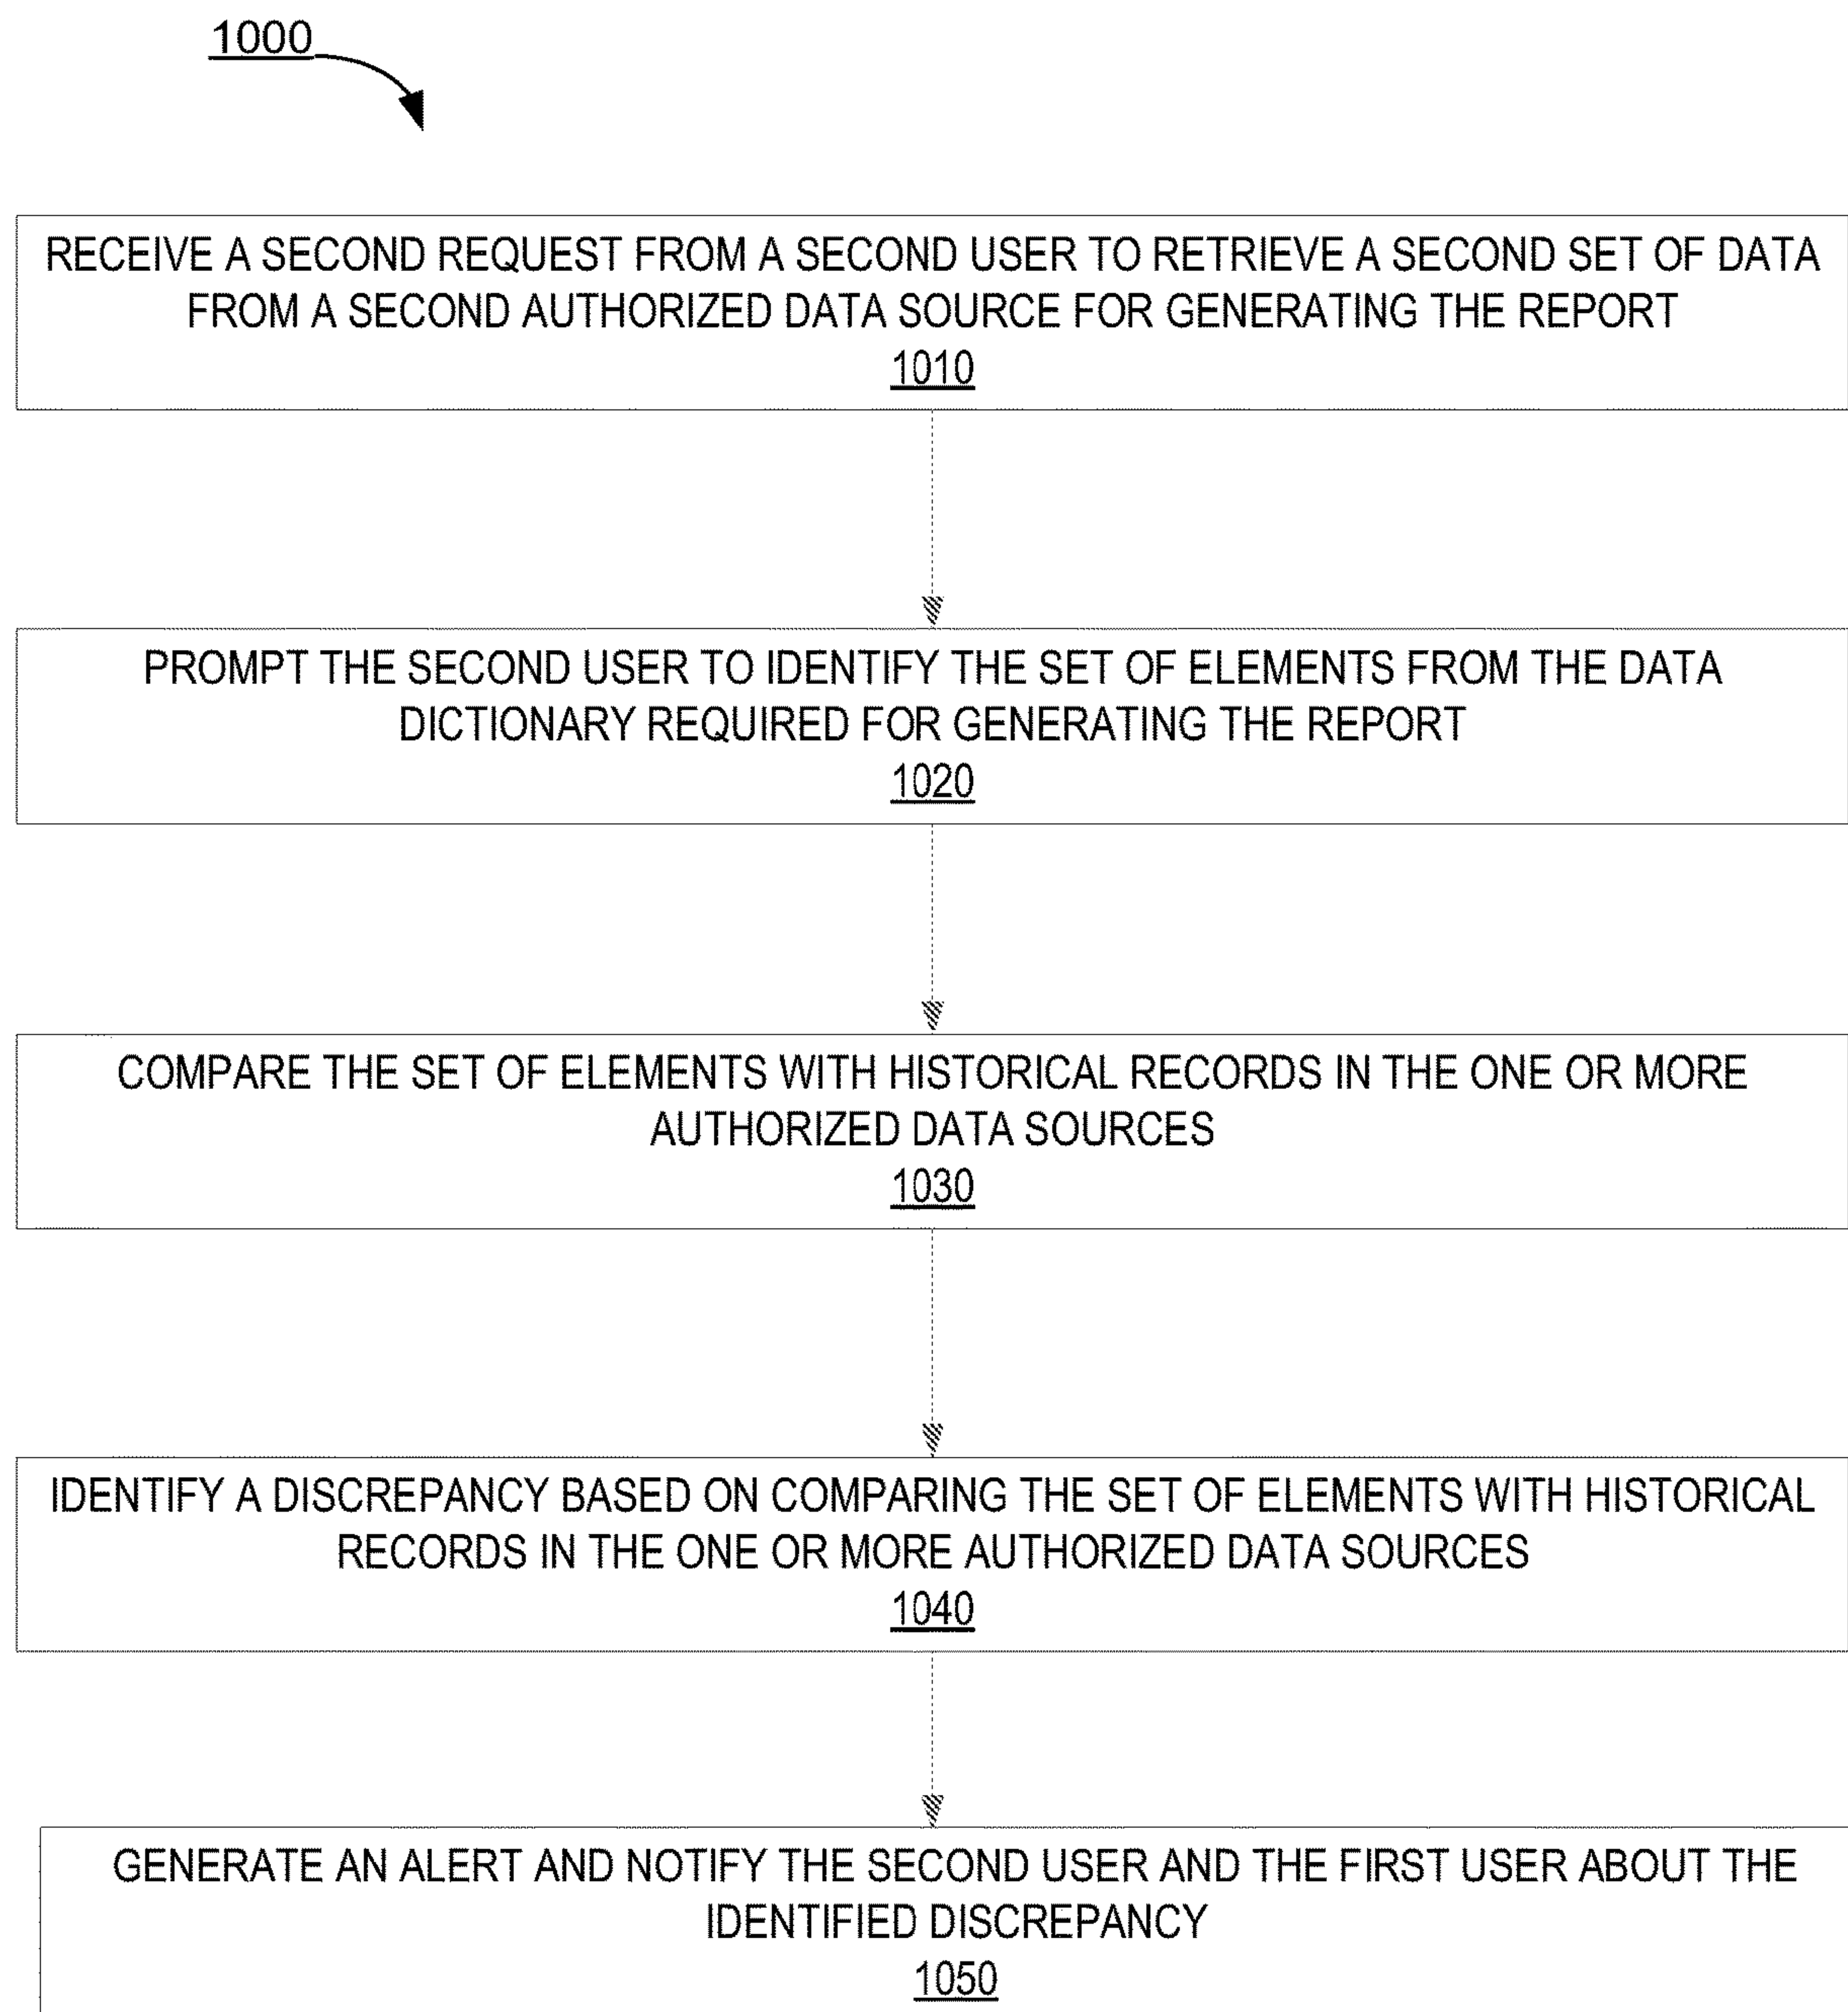 1000
RECEIVE A SECOND REQUEST FROM A SECOND USER TO RETRIEVE A SECOND SET OF DATA
FROM A SECOND AUTHORIZED DATA SOURCE FOR GENERATING THE REPORT
1010
PROMPT THE SECOND USER TO IDENTIFY THE SET OF ELEMENTS FROM THE DATA
DICTIONARY REQUIRED FOR GENERATING THE REPORT
1020
COMPARE THE SET OF ELEMENTS WITH HISTORICAL RECORDS IN THE ONE OR MORE
AUTHORIZED DATA SOURCES
1030
IDENTIFY A DISCREPANCY BASED ON COMPARING THE SET OF ELEMENTS WITH HISTORICAL
RECORDS IN THE ONE OR MORE AUTHORIZED DATA SOURCES
1040
GENERATE AN ALERT AND NOTIFY THE SECOND USER AND THE FIRST USER ABOUT THE
IDENTIFIED DISCREPANCY
1050